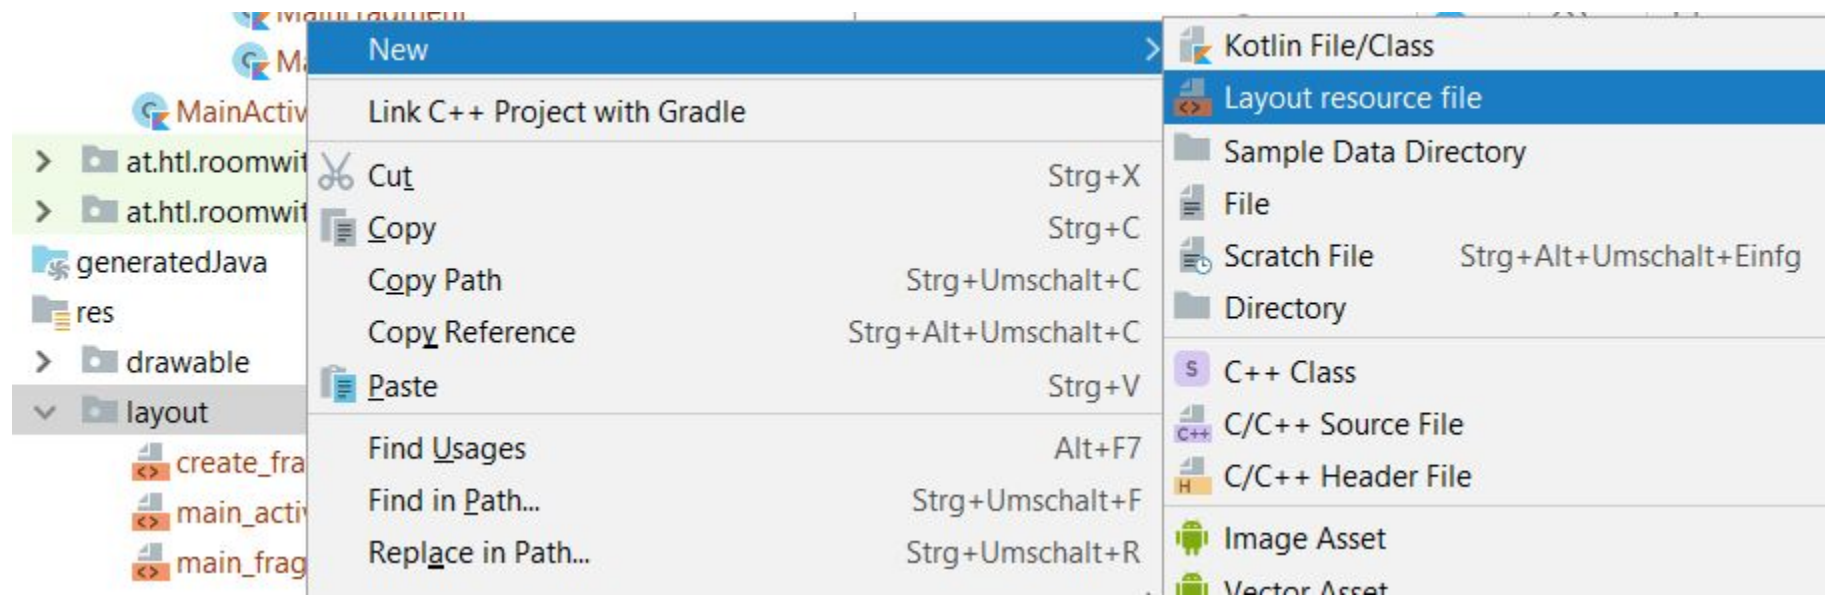 MainFragment
Ma
MainActiv
at.htl.roomwit
at.htl.roomwit
generatedJava
res
drawable
layout
create_fra
main_activ
main_frag
New
Link C++ Project with Gradle
Cut Strg+X
Copy Strg+C
Copy Path Strg+Umschalt+C
Copy Reference Strg+Alt+Umschalt+C
Paste Strg+V
Find Usages Alt+F7
Find in Path... Strg+Umschalt+F
Replace in Path... Strg+Umschalt+R
Kotlin File/Class
Layout resource file
Sample Data Directory
File
Scratch File Strg+Alt+Umschalt+Einfg
Directory
S C++ Class
C++ C/C++ Source File
H C/C++ Header File
Image Asset
Vector Asset